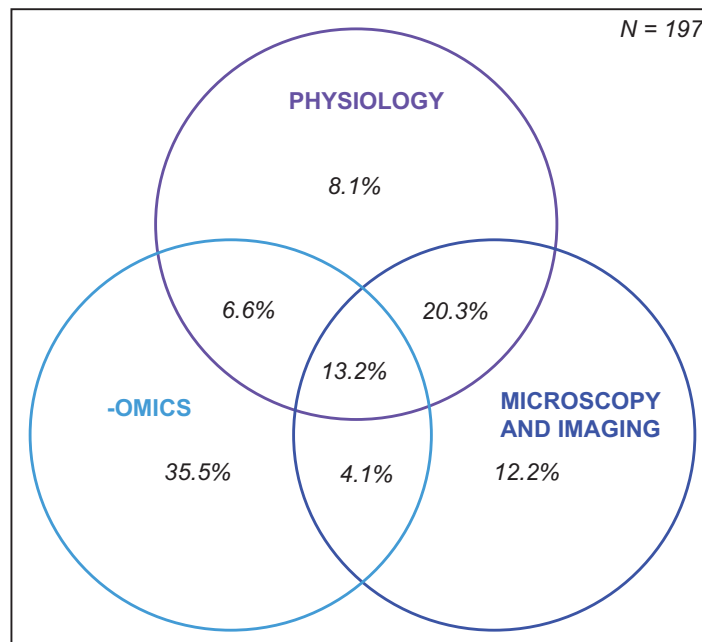 N = 197
PHYSIOLOGY
8.1%
6.6%
20.3%
13.2%
-OMICS
MICROSCOPY
AND IMAGING
35.5%
4.1%
12.2%